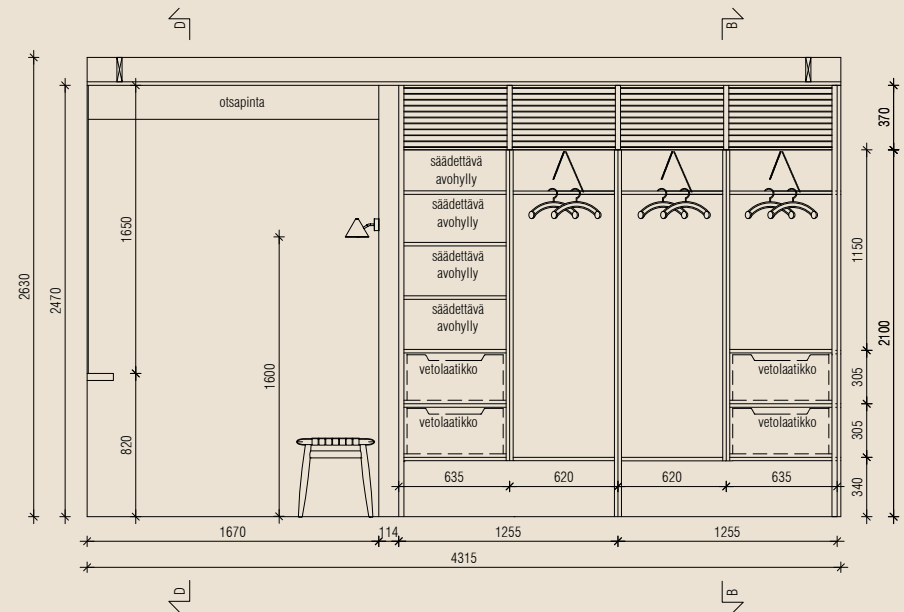 D
B
otsapinta
säädettävä
avohylly
säädettävä
avohylly
säädettävä
avohylly
säädettävä
avohylly
vetolaatikko
vetolaatikko
vetolaatikko
vetolaatikko
2630
2470
1650
820
1600
370
1150
2100
305
305
340
635
620
620
635
1670
114
1255
1255
4315
D
B